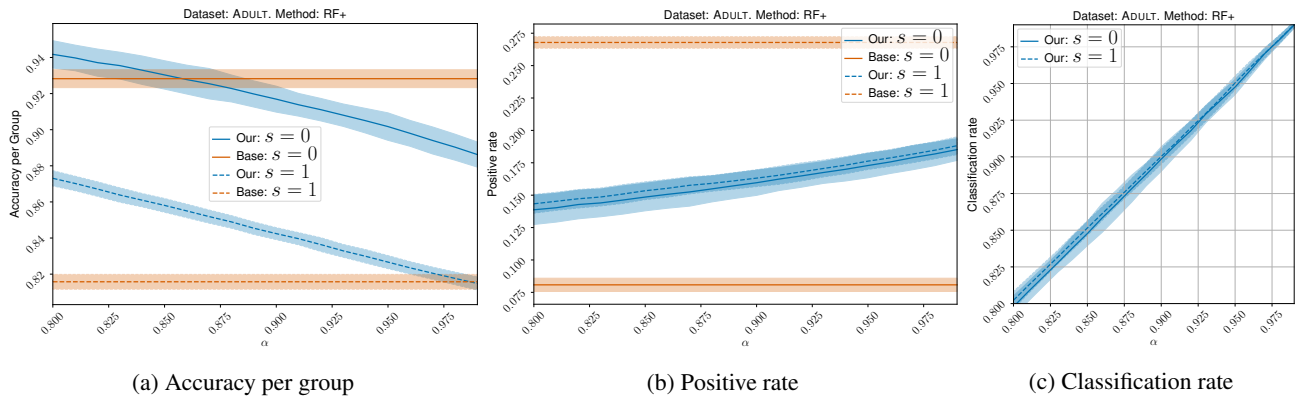 Dataset: ADULT. Method: RF+
Accuracy per Group
0.94
0.92
0.90
0.88
0.86
0.84
0.82
Our: s = 0
Base: s = 0
Our: s = 1
Base: s = 1
0.800
0.825
0.850
0.875
0.900
0.925
0.950
0.975
α
(a) Accuracy per group
Dataset: ADULT. Method: RF+
Positive rate
0.275
0.250
0.225
0.200
0.175
0.150
0.125
0.100
0.075
Our: s = 0
Base: s = 0
Our: s = 1
Base: s = 1
0.800
0.825
0.850
0.875
0.900
0.925
0.950
0.975
α
(b) Positive rate
Dataset: ADULT. Method: RF+
Classification rate
0.975
0.950
0.925
0.900
0.875
0.850
0.825
0.800
Our: s = 0
Our: s = 1
0.800
0.825
0.850
0.875
0.900
0.925
0.950
0.975
α
(c) Classification rate